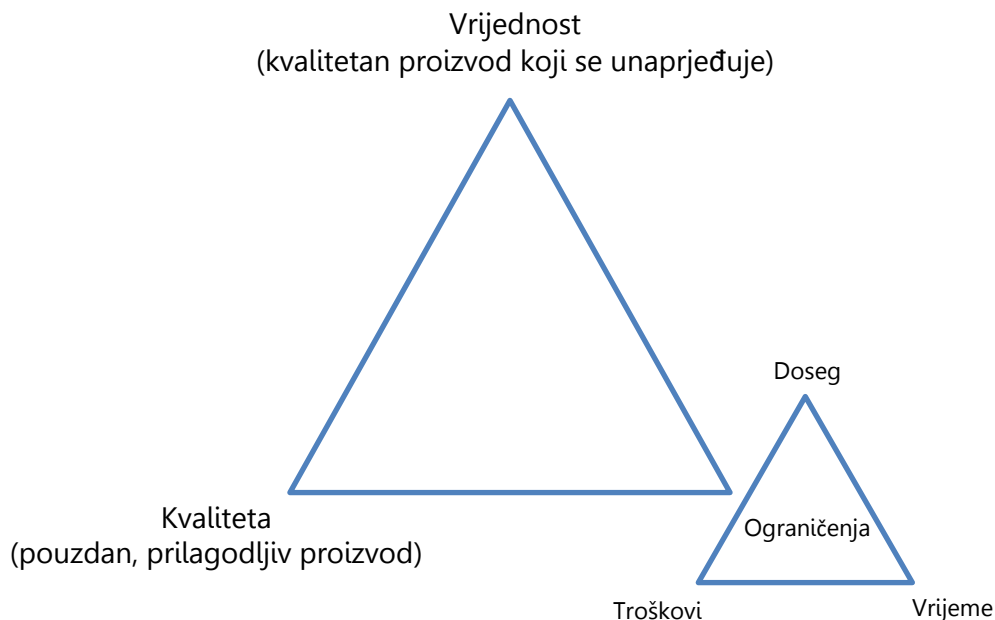 Vrijednost
(kvalitetan proizvod koji se unaprjeđuje)
Doseg
Kvaliteta
(pouzdan, prilagodljiv proizvod)
Ograničenja
Troškovi
Vrijeme